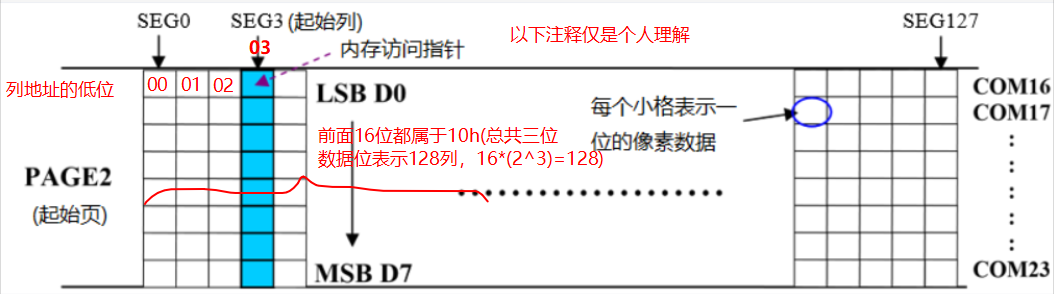 SEG0
SEG3 (起始列)
SEG127
03
内存访问指针
以下注释仅是个人理解
列地址的低位
00 01 02
LSB D0
COM16
每个小格表示一
位的像素数据
COM17
前面16位都属于10h(总共三位
数据位表示128列，16*(2^3)=128)
PAGE2
(起始页)
MSB D7
COM23